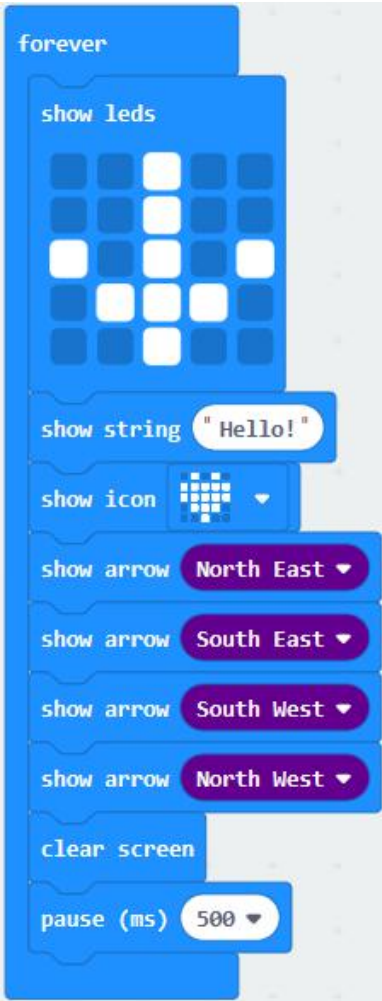 forever
show leds
show string "Hello!"
show icon
show arrow North East
show arrow South East
show arrow South West
show arrow North West
clear screen
pause (ms) 500